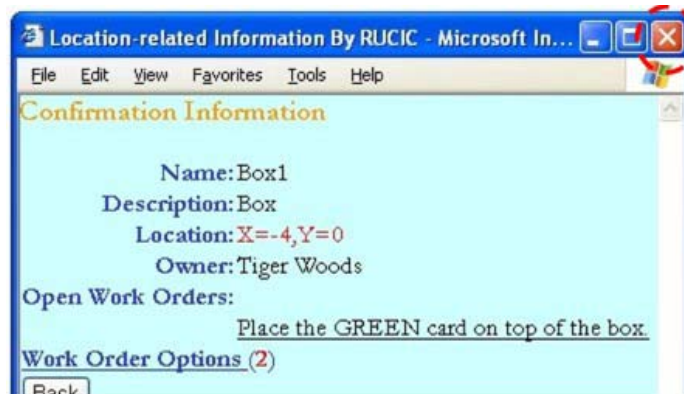 Location-related Information By RUCIC - Microsoft In...
File Edit View Favorites Tools Help
Confirmation Information
Name: Box1
Description: Box
Location: X=-4,Y=0
Owner: Tiger Woods
Open Work Orders:
Place the GREEN card on top of the box.
Work Order Options (2)
Back